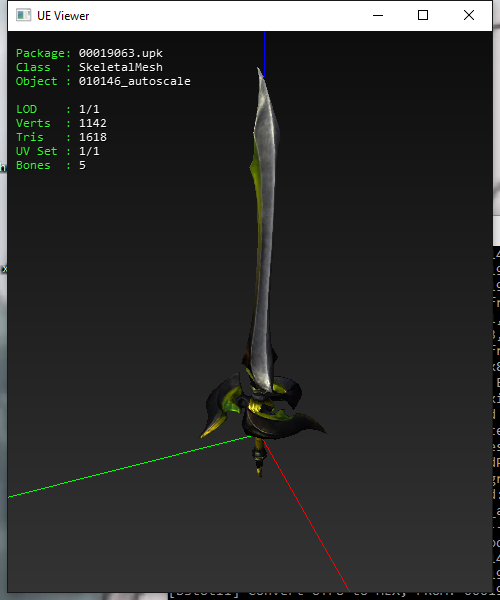 UE Viewer
Package: 00019063.upk
Class : SkeletalMesh
Object : 010146_autoscale
LOD : 1/1
Verts : 1142
Tris : 1618
UV Set : 1/1
Bones : 5